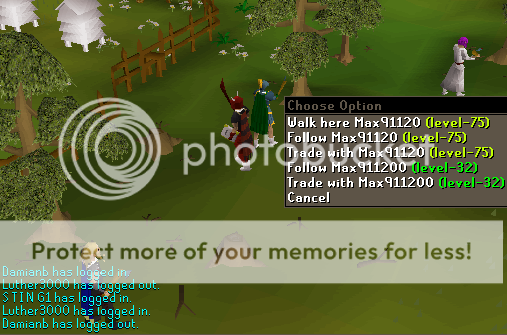 Choose Option
Walk here Max91120 (level-75)
Follow Max91120 (level-75)
Trade with Max91120 (level-75)
Follow Max911200 (level-32)
Trade with Max911200 (level-32)
Cancel
photobucket
Protect more of your memories for less!
Damianb has logged in.
Luther3000 has logged out.
STIN G1 has logged in.
Luther3000 has logged in.
Damianb has logged out.